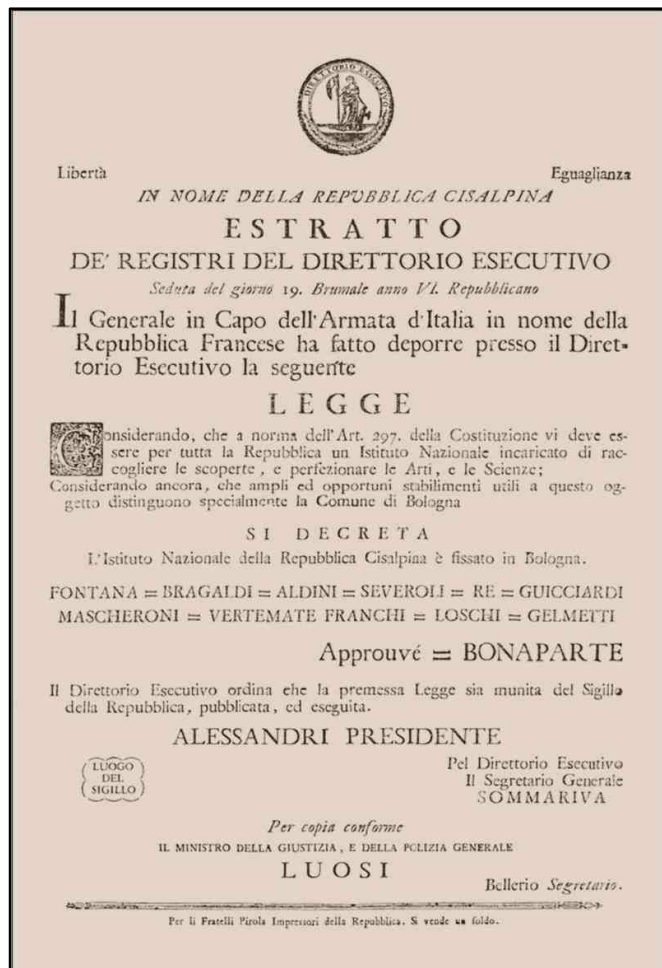 DIRETTORIO ESECUTIVO
Libertà Eguaglianza
IN NOME DELLA REPVBBLICA CISALPINA
ESTRATTO
DE' REGISTRI DEL DIRETTORIO ESECUTIVO
Seduta del giorno 19. Brumale anno VI. Repubblicano
Il Generale in Capo dell'Armata d'Italia in nome della
Repubblica Francese ha fatto deporre presso il Diret-
torio Esecutivo la seguente
LEGGE
Considerando, che a norma dell'Art. 297. della Costituzione vi deve es-
sere per tutta la Repubblica un Istituto Nazionale incaricato di rac-
cogliere le scoperte, e perfezionare le Arti, e le Scienze;
Considerando ancora, che ampli ed opportuni stabilimenti utili a questo og-
getto distinguono specialmente la Comune di Bologna
SI DECRETA
L'Istituto Nazionale della Repubblica Cisalpina è fissato in Bologna.
FONTANA = BRAGALDI = ALDINI = SEVEROLI = RE = GUICCIARDI
MASCHERONI = VERTEMATE FRANCHI = LOSCHI = GELMETTI
Approuvé = BONAPARTE
Il Direttorio Esecutivo ordina che la premessa Legge sia munita del Sigillo
della Repubblica, pubblicata, ed eseguita.
ALESSANDRI PRESIDENTE
LUOGO
DEL
SIGILLO
Pel Direttorio Esecutivo
Il Segretario Generale
SOMMARIVA
Per copia conforme
IL MINISTRO DELLA GIUSTIZIA, E DELLA POLIZIA GENERALE
LUOSI
Bellerio Segretario.
Per li Fratelli Pirola Impressori della Repubblica. Si vende un soldo.